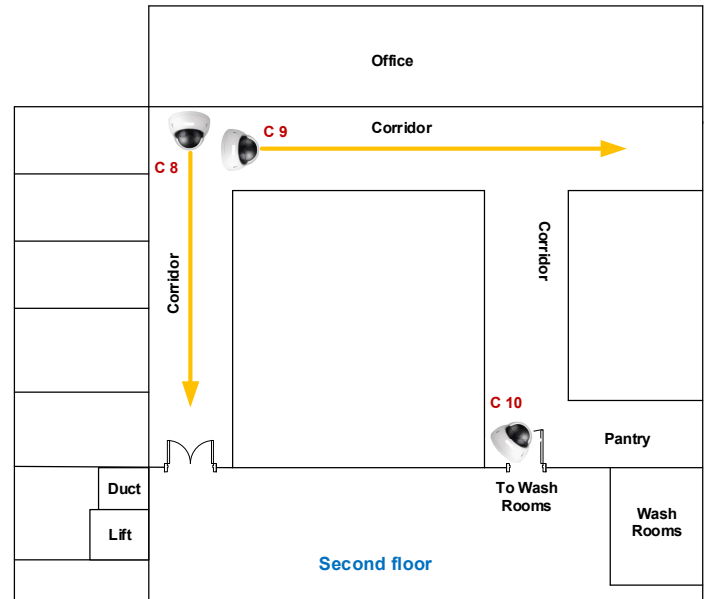 Office
C 9
Corridor
C 8
Corridor
Corridor
C 10
Pantry
Duct
To Wash
Rooms
Lift
Wash
Rooms
Second floor